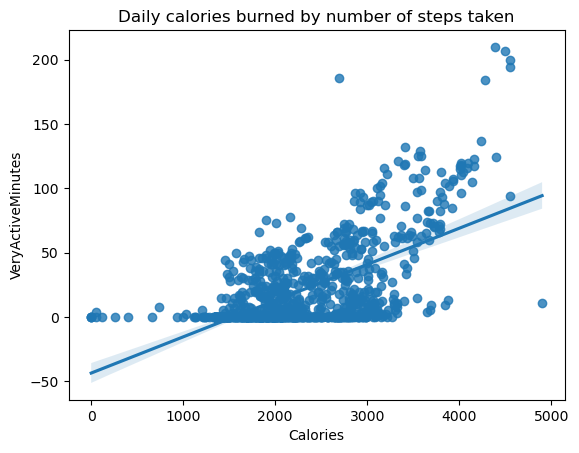 Daily calories burned by number of steps taken
VeryActiveMinutes
200
150
100
50
0
−50
0 1000 2000 3000 4000 5000
Calories